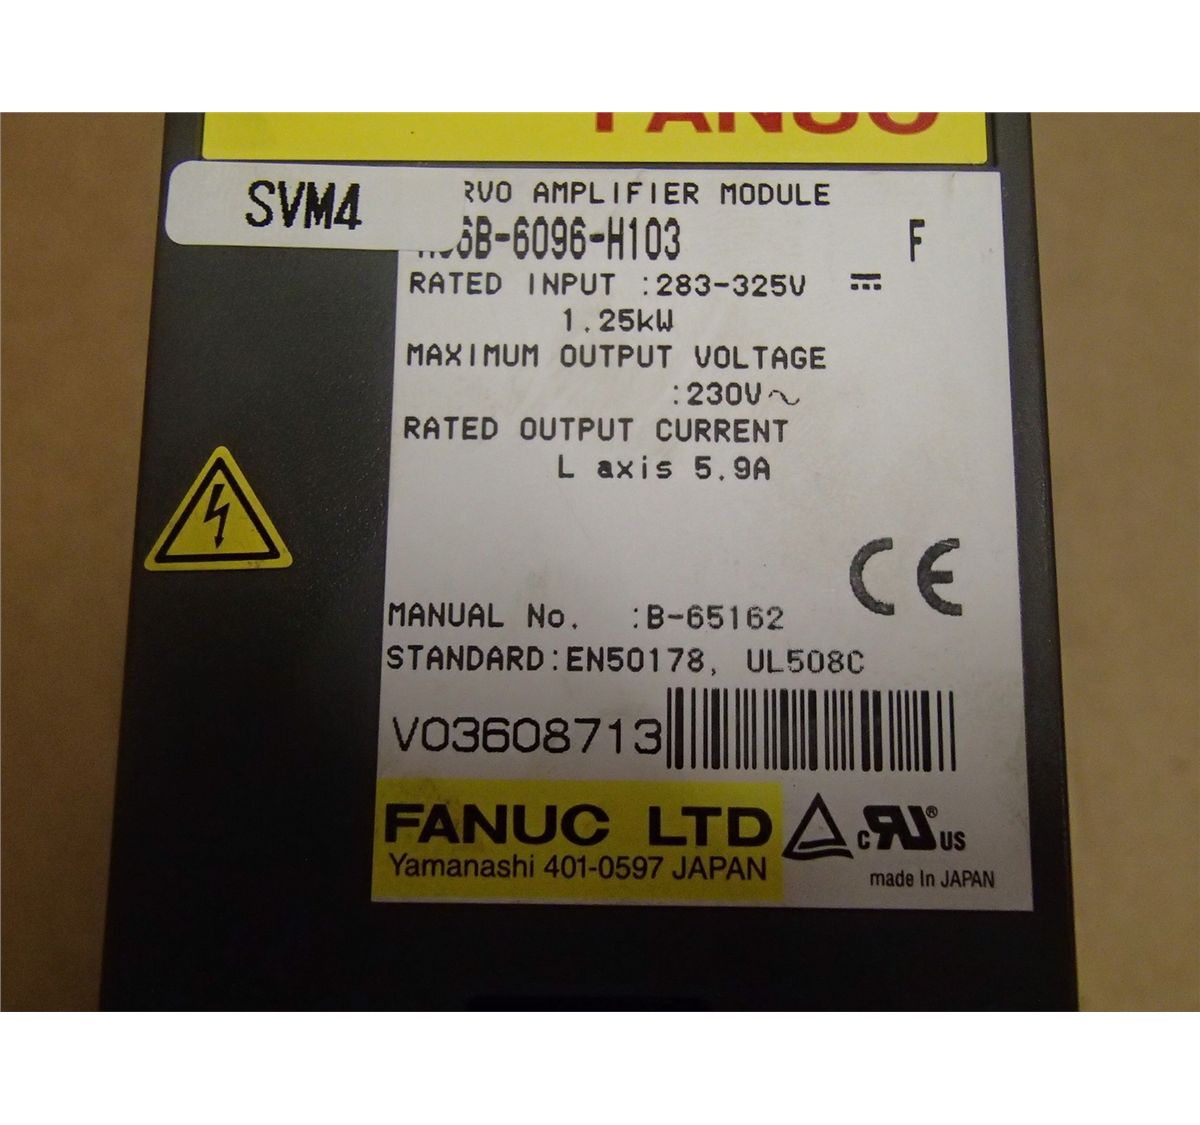 FANUC
SVM4
RVO AMPLIFIER MODULE
06B-6096-H103 F
RATED INPUT :283-325V
1.25kW
MAXIMUM OUTPUT VOLTAGE
:230V~
RATED OUTPUT CURRENT
L axis 5.9A
CE
MANUAL No. :B-65162
STANDARD:EN50178, UL508C
V03608713
FANUC LTD
Yamanashi 401-0597 JAPAN
c RU ® US
made In JAPAN